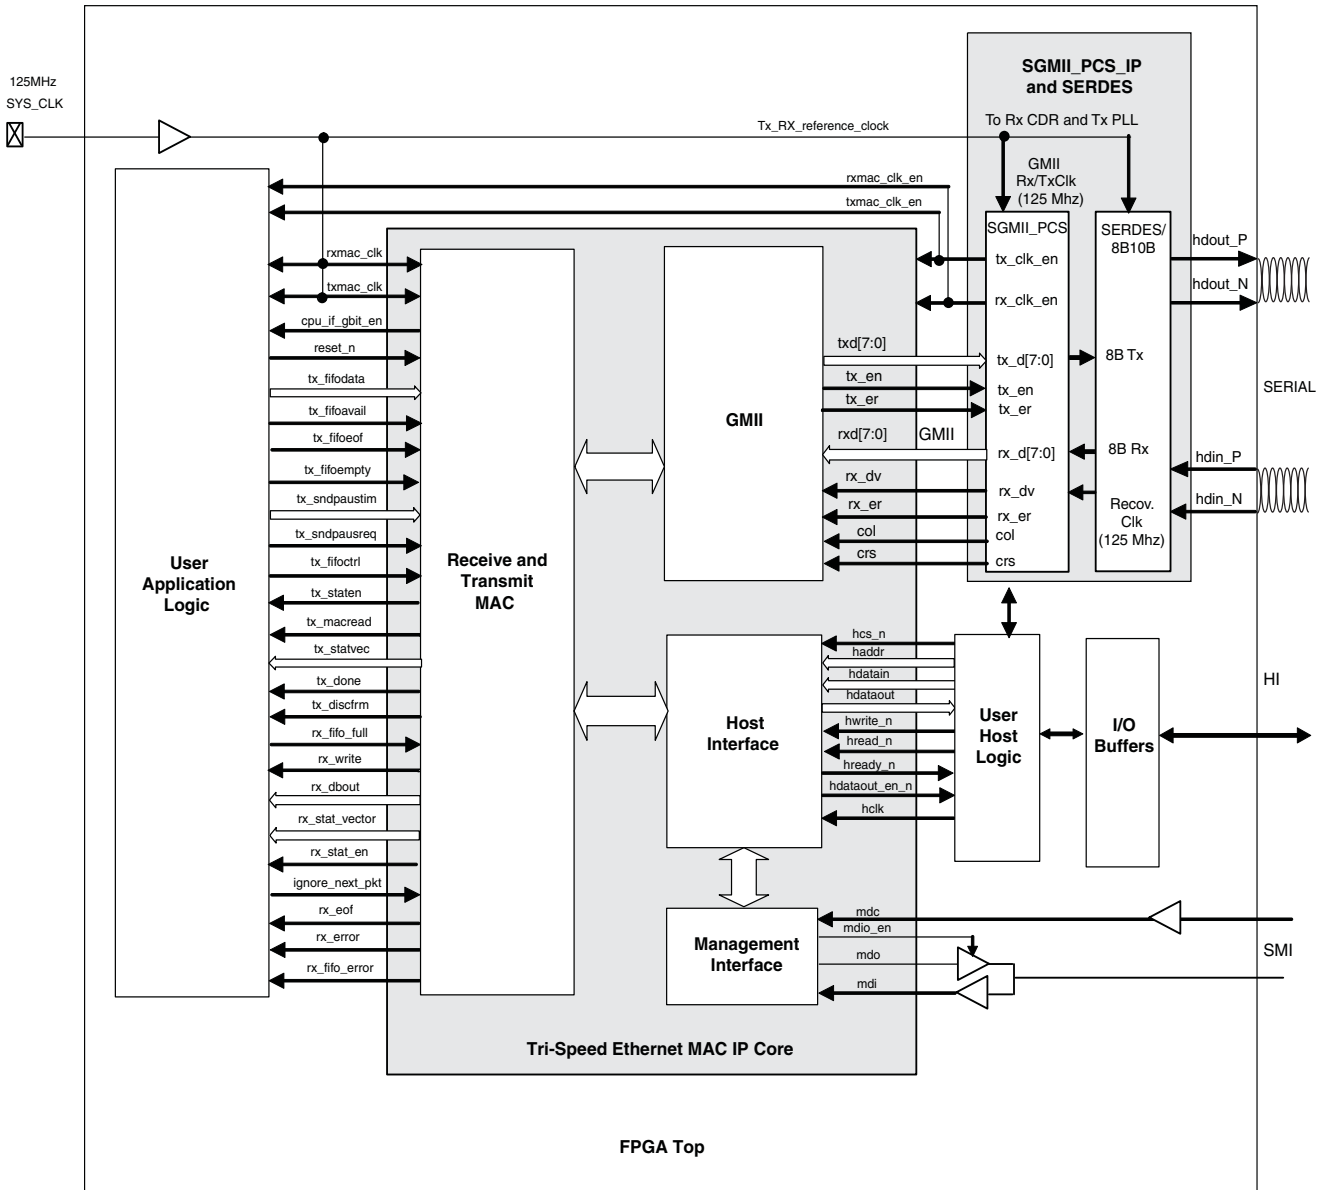 125MHz
SYS_CLK
SGMII_PCS_IP
and SERDES
Tx_RX_reference_clock
To Rx CDR and Tx PLL
GMII
Rx/TxClk
(125 Mhz)
rxmac_clk_en
txmac_clk_en
rxmac_clk
txmac_clk
cpu_if_gbit_en
reset_n
tx_fifodata
tx_fifoavail
tx_fifoeof
tx_fifoempty
tx_sndpaustim
tx_sndpausreq
tx_fifoctrl
tx_staten
tx_macread
tx_statvec
tx_done
tx_discfrm
rx_fifo_full
rx_write
rx_dbout
rx_stat_vector
rx_stat_en
ignore_next_pkt
rx_eof
rx_error
rx_fifo_error
User
Application
Logic
Receive and
Transmit
MAC
GMII
txd[7:0]
tx_en
tx_er
rxd[7:0]
rx_dv
rx_er
col
crs
GMII
SGMII_PCS
tx_clk_en
rx_clk_en
tx_d[7:0]
tx_en
tx_er
rx_d[7:0]
rx_dv
rx_er
col
crs
SERDES/
8B10B
8B Tx
8B Rx
Recov.
Clk
(125 Mhz)
hdout_P
hdout_N
SERIAL
hdin_P
hdin_N
Host
Interface
hcs_n
haddr
hdatain
hdataout
hwrite_n
hread_n
hready_n
hdataout_en_n
hclk
User
Host
Logic
I/O
Buffers
HI
Management
Interface
mdc
mdio_en
mdo
mdi
SMI
Tri-Speed Ethernet MAC IP Core
FPGA Top